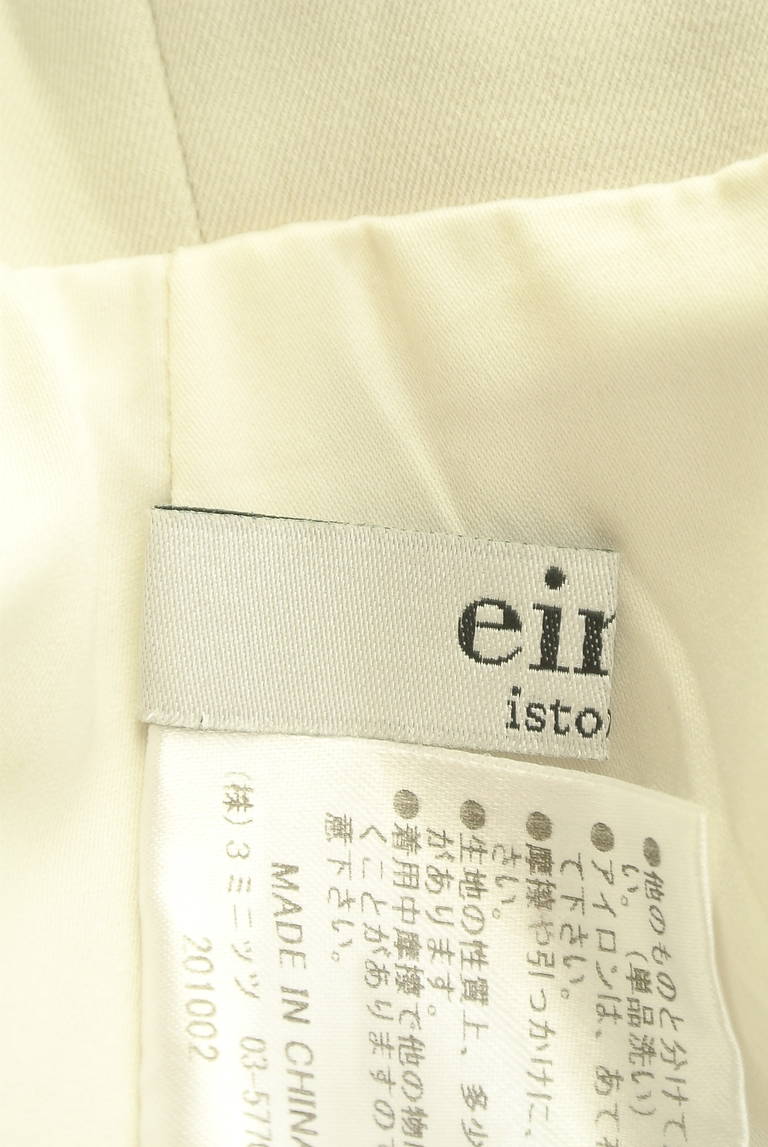 ein
isto
●他のものと分けて
い。(単品洗い)
●アイロンは、あて
て下さい。
●摩擦や引っかけに、
さい。
●生地の性質上、多少
があります。
●着用中摩擦で他の物
くことがありますの
意下さい。
MADE IN CHINA
(株)3ミニッツ 03-577
201002